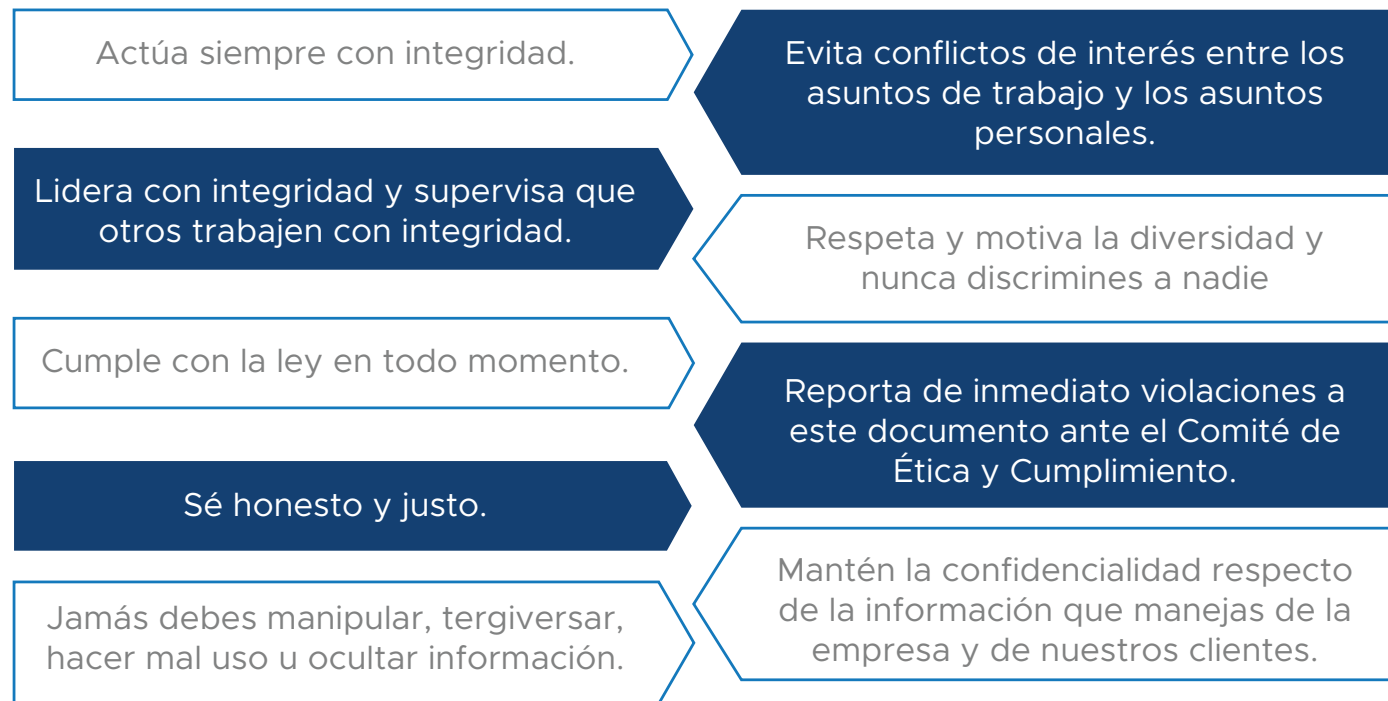 Actúa siempre con integridad.
Lidera con integridad y supervisa que
otros trabajen con integridad.
Cumple con la ley en todo momento.
Sé honesto y justo.
Jamás debes manipular, tergiversar,
hacer mal uso u ocultar información.
Evita conflictos de interés entre los
asuntos de trabajo y los asuntos
personales.
Respeta y motiva la diversidad y
nunca discrimines a nadie
Reporta de inmediato violaciones a
este documento ante el Comité de
Ética y Cumplimiento.
Mantén la confidencialidad respecto
de la información que manejas de la
empresa y de nuestros clientes.